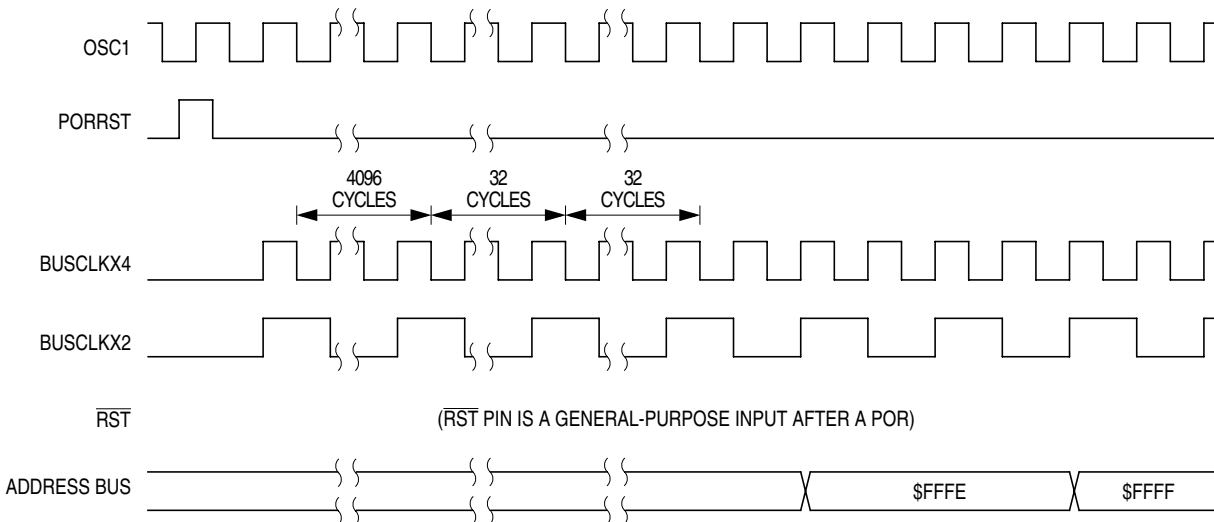 OSC1
PORRST
4096
CYCLES
32
CYCLES
32
CYCLES
BUSCLKX4
BUSCLKX2
RST
(RST PIN IS A GENERAL-PURPOSE INPUT AFTER A POR)
ADDRESS BUS
$FFFE
$FFFF